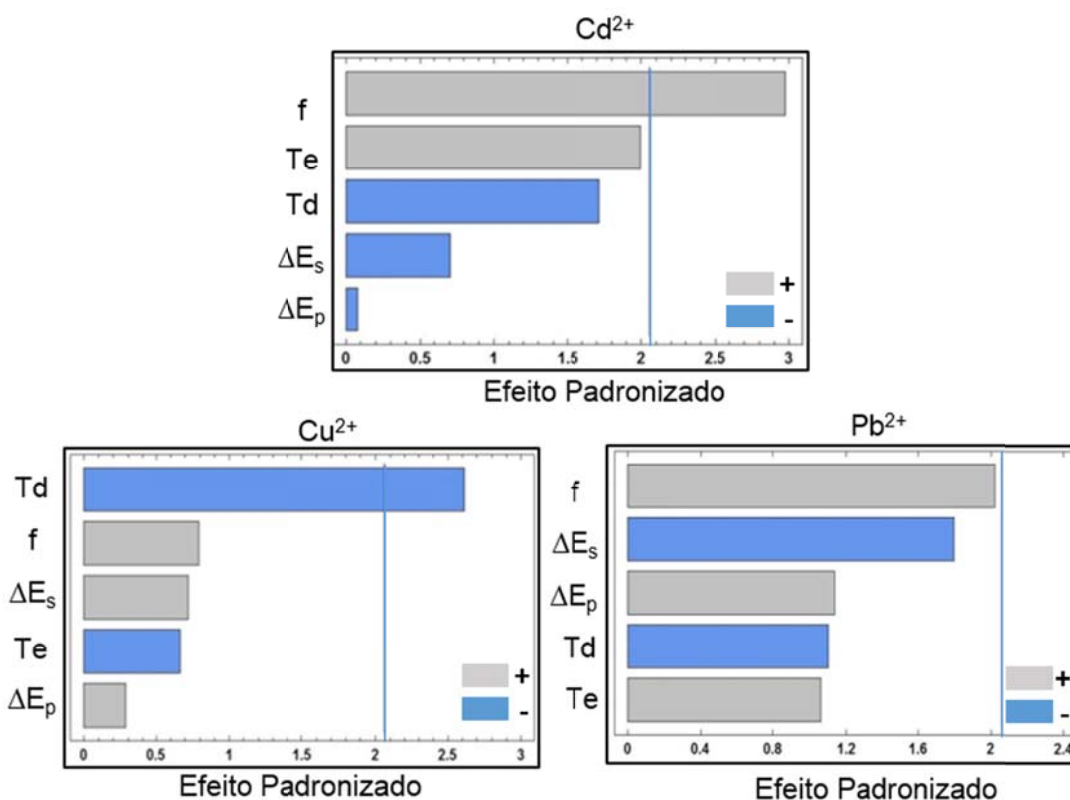 Cd²⁺
f
Te
Td
ΔEₛ
ΔEₚ
+
-
0 0.5 1 1.5 2 2.5 3
Efeito Padronizado
Cu²⁺
Td
f
ΔEₛ
Te
ΔEₚ
+
-
0 0.5 1 1.5 2 2.5 3
Efeito Padronizado
Pb²⁺
f
ΔEₛ
ΔEₚ
Td
Te
+
-
0 0.4 0.8 1.2 1.6 2 2.4
Efeito Padronizado